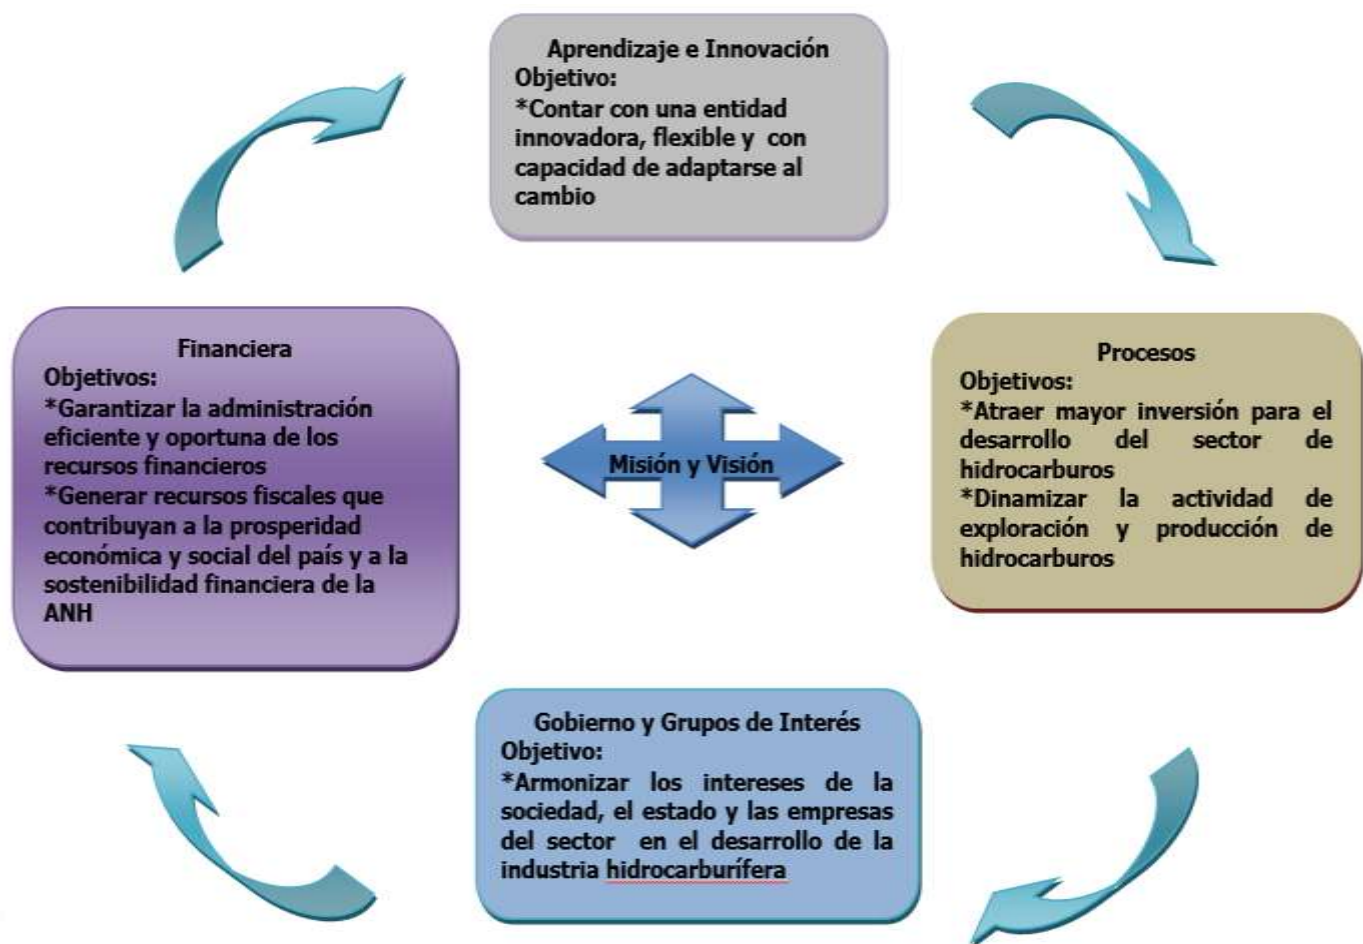 Aprendizaje e Innovación
Objetivo:
*Contar con una entidad
innovadora, flexible y con
capacidad de adaptarse al
cambio
Financiera
Objetivos:
*Garantizar la administración
eficiente y oportuna de los
recursos financieros
*Generar recursos fiscales que
contribuyan a la prosperidad
económica y social del país y a la
sostenibilidad financiera de la
ANH
Misión y Visión
Procesos
Objetivos:
*Atraer mayor inversión para el
desarrollo del sector de
hidrocarburos
*Dinamizar la actividad de
exploración y producción de
hidrocarburos
Gobierno y Grupos de Interés
Objetivo:
*Armonizar los intereses de la
sociedad, el estado y las empresas
del sector en el desarrollo de la
industria hidrocarburífera